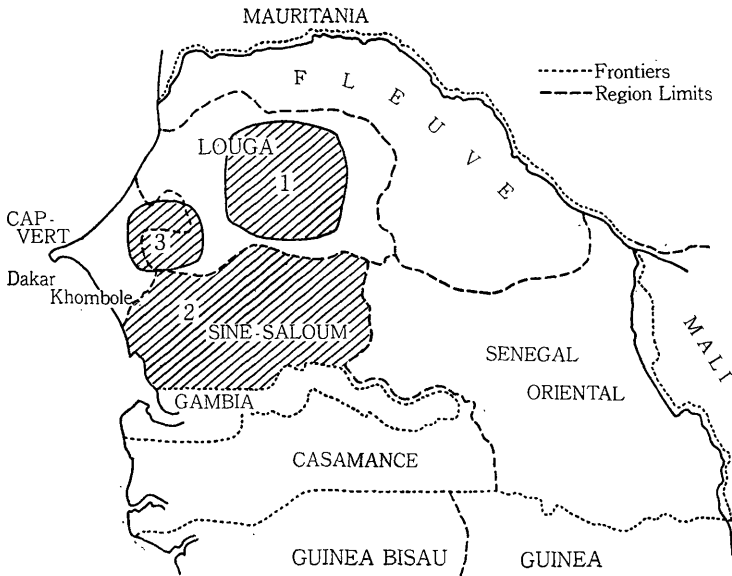 MAURITANIA
Frontiers
Region Limits
FLEUVE
LOUGA
1
CAP-
VERT
3
Dakar
Khombole
2
SINE-SALOUM
MALI
SENEGAL
ORIENTAL
GAMBIA
CASAMANCE
GUINEA BISAU
GUINEA